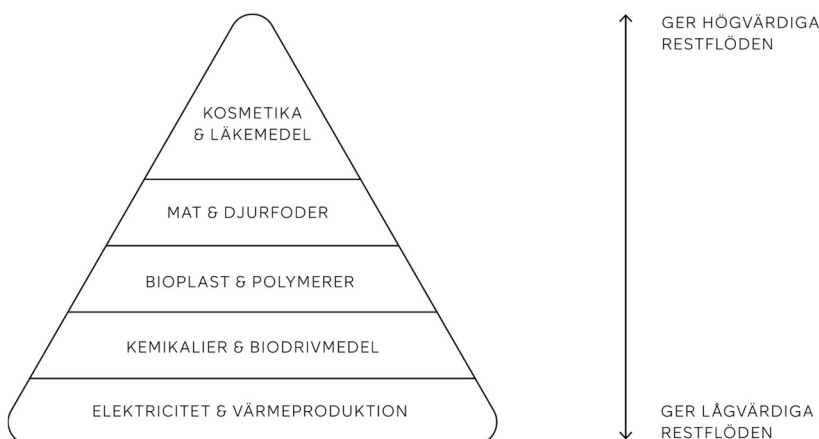 KOSMETIKA
& LÄKEMEDEL
MAT & DJURFODER
BIOPLAST & POLYMERER
KEMIKALIER & BIODRIVMEDEL
ELEKTRICITET & VÄRMEPRODUKTION
GER HÖGVÄRDIGA
RESTFLÖDEN
GER LÅGVÄRDIGA
RESTFLÖDEN